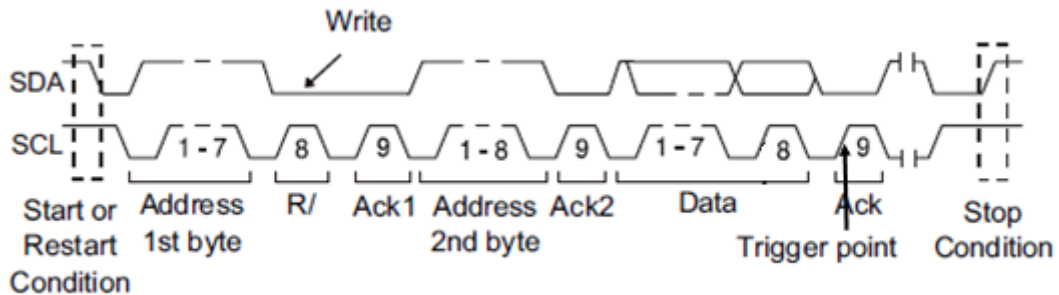 Write
SDA
SCL
1 - 7
8
9
1 - 8
9
1 - 7
8
9
Start or
Restart
Condition
Address
1st byte
R/
Ack1
Address
2nd byte
Ack2
Data
Ack
Trigger point
Stop
Condition